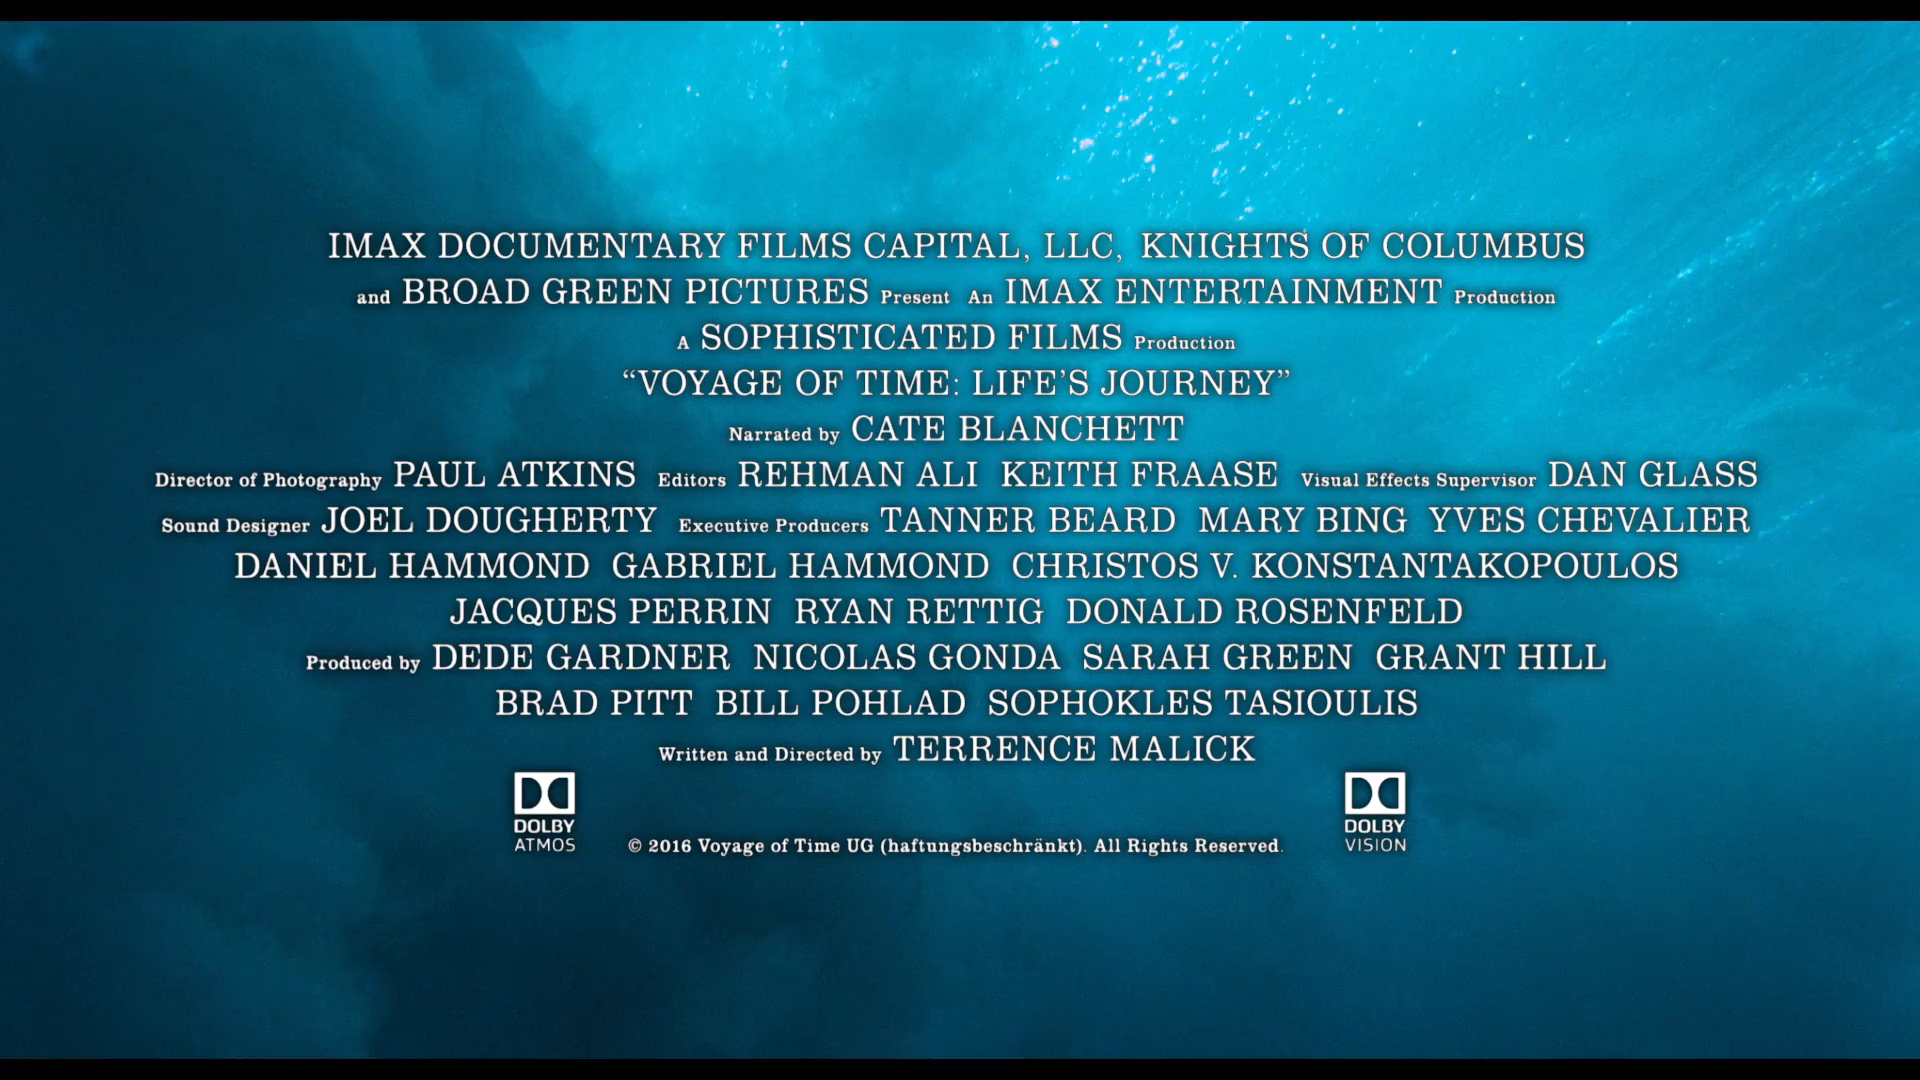 IMAX DOCUMENTARY FILMS CAPITAL, LLC, KNIGHTS OF COLUMBUS
and BROAD GREEN PICTURES Present An IMAX ENTERTAINMENT Production
A SOPHISTICATED FILMS Production
“VOYAGE OF TIME: LIFE’S JOURNEY”
Narrated by CATE BLANCHETT
Director of Photography PAUL ATKINS Editors REHMAN ALI KEITH FRAASE Visual Effects Supervisor DAN GLASS
Sound Designer JOEL DOUGHERTY Executive Producers TANNER BEARD MARY BING YVES CHEVALIER
DANIEL HAMMOND GABRIEL HAMMOND CHRISTOS V. KONSTANTAKOPOULOS
JACQUES PERRIN RYAN RETTIG DONALD ROSENFELD
Produced by DEDE GARDNER NICOLAS GONDA SARAH GREEN GRANT HILL
BRAD PITT BILL POHLAD SOPHOKLES TASIOULIS
Written and Directed by TERRENCE MALICK
DOLBY
ATMOS
© 2016 Voyage of Time UG (haftungsbeschränkt). All Rights Reserved.
DOLBY
VISION